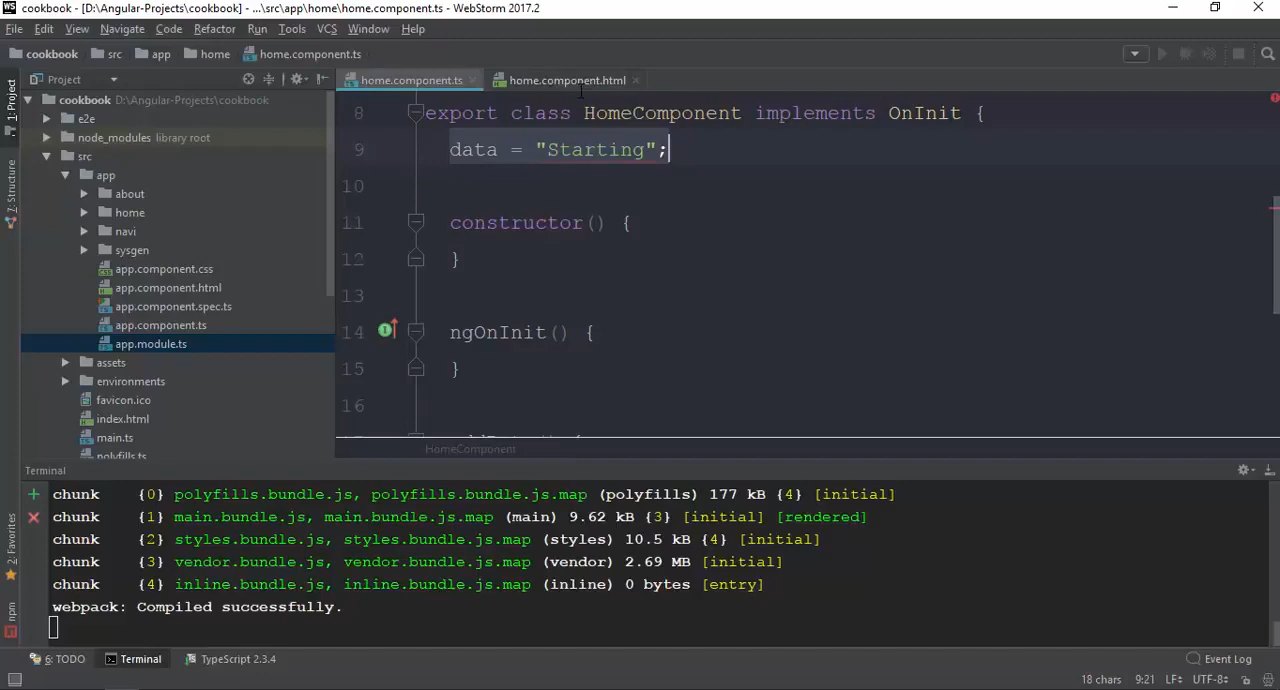 cookbook - [D:\Angular-Projects\cookbook] - ...\src\app\home\home.component.ts - WebStorm 2017.2
File Edit View Navigate Code Refactor Run Tools VCS Window Help
cookbook src app home home.component.ts
Project
home.component.ts home.component.html
1: Project
7: Structure
2: Favorites
npm
cookbook D:\Angular-Projects\cookbook
e2e
node_modules library root
src
app
about
home
navi
sysgen
app.component.css
app.component.html
app.component.spec.ts
app.component.ts
app.module.ts
assets
environments
favicon.ico
index.html
main.ts
polyfills.ts
8 export class HomeComponent implements OnInit {
9 data = "Starting";
10
11 constructor() {
12 }
13
14 ngOnInit() {
15 }
16
HomeComponent
Terminal
chunk {0} polyfills.bundle.js, polyfills.bundle.js.map (polyfills) 177 kB {4} [initial]
chunk {1} main.bundle.js, main.bundle.js.map (main) 9.62 kB {3} [initial] [rendered]
chunk {2} styles.bundle.js, styles.bundle.js.map (styles) 10.5 kB {4} [initial]
chunk {3} vendor.bundle.js, vendor.bundle.js.map (vendor) 2.69 MB [initial]
chunk {4} inline.bundle.js, inline.bundle.js.map (inline) 0 bytes [entry]
webpack: Compiled successfully.
6: TODO Terminal TypeScript 2.3.4 Event Log
18 chars 9:21 LF÷ UTF-8÷